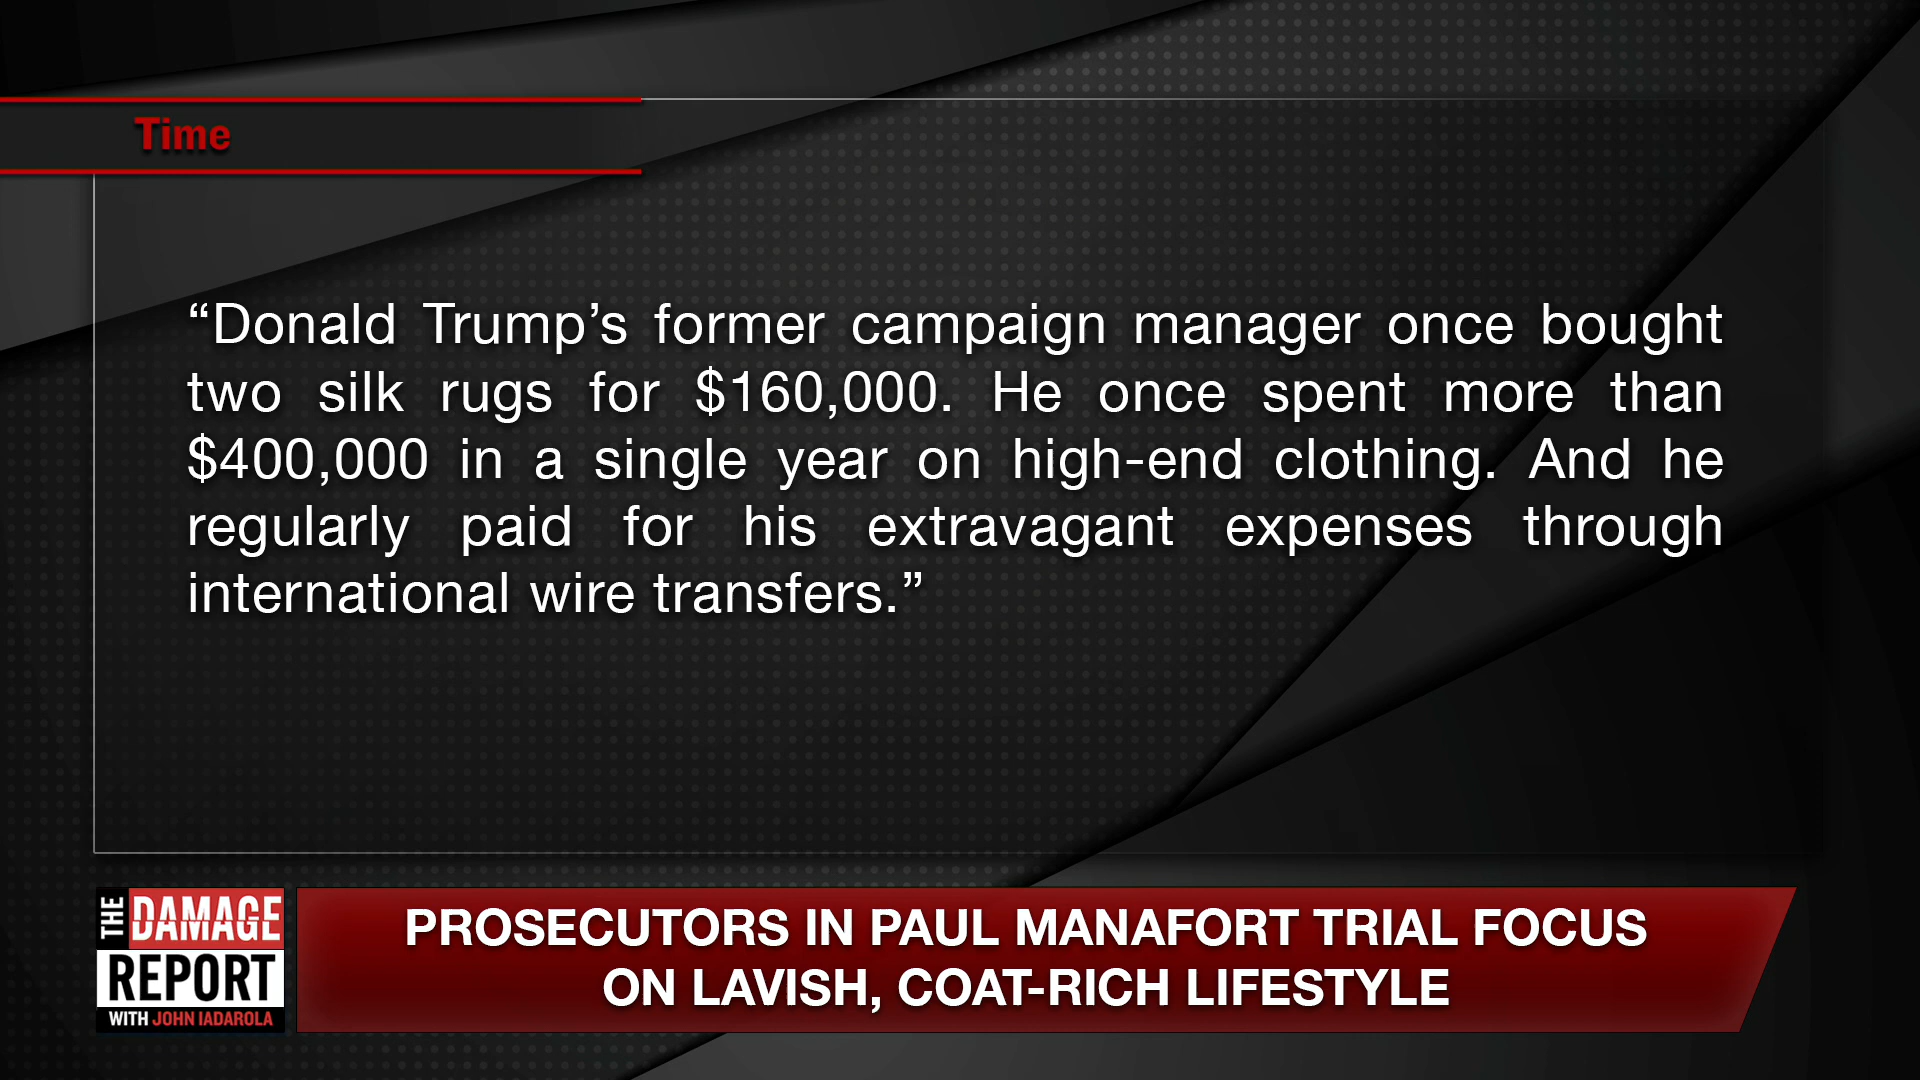 Time
“Donald Trump’s former campaign manager once bought
two silk rugs for $160,000. He once spent more than
$400,000 in a single year on high-end clothing. And he
regularly paid for his extravagant expenses through
international wire transfers.”
THE DAMAGE
REPORT
WITH JOHN IADAROLA
PROSECUTORS IN PAUL MANAFORT TRIAL FOCUS
ON LAVISH, COAT-RICH LIFESTYLE